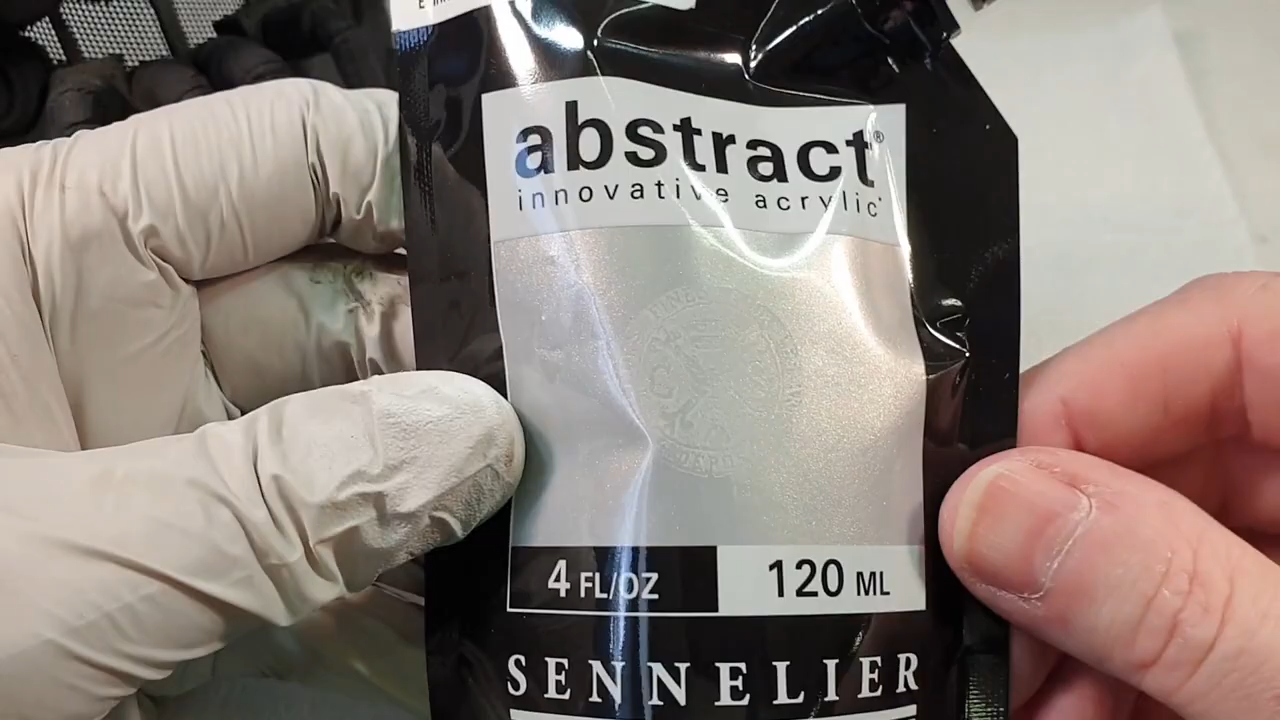 abstract®
innovative acrylic
4 FL/OZ 120 ML
SENNELIER